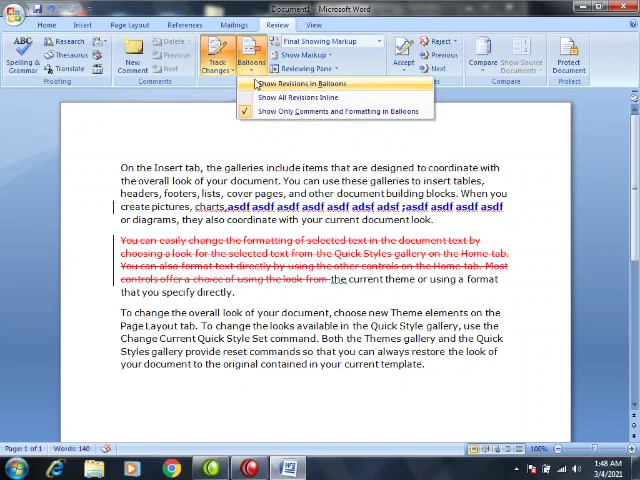 Document1 - Microsoft Word
Home Insert Page Layout References Mailings Review View
ABC Research Delete Final Showing Markup Reject
Thesaurus Previous Show Markup Previous
Spelling & Grammar Translate New Comment Next Track Changes Balloons Reviewing Pane Accept Next Compare Show Source Documents Protect Document
Proofing Changes Compare Protect
Show Revisions in Balloons
Show All Revisions Inline
Show Only Comments and Formatting in Balloons
On the Insert tab, the galleries include items that are designed to coordinate with
the overall look of your document. You can use these galleries to insert tables,
headers, footers, lists, cover pages, and other document building blocks. When you
create pictures, charts,asdf asdf asdf asdf asdf adsf adsf ;asdf asdf asdf asdf
or diagrams, they also coordinate with your current document look.
You can easily change the formatting of selected text in the document text by
choosing a look for the selected text from the Quick Styles gallery on the Home tab.
You can also format text directly by using the other controls on the Home tab. Most
controls offer a choice of using the look from the current theme or using a format
that you specify directly.
To change the overall look of your document, choose new Theme elements on the
Page Layout tab. To change the looks available in the Quick Style gallery, use the
Change Current Quick Style Set command. Both the Themes gallery and the Quick
Styles gallery provide reset commands so that you can always restore the look of
your document to the original contained in your current template.
Page: 1 of 1 Words: 140 100%
1:48 AM
3/4/2021